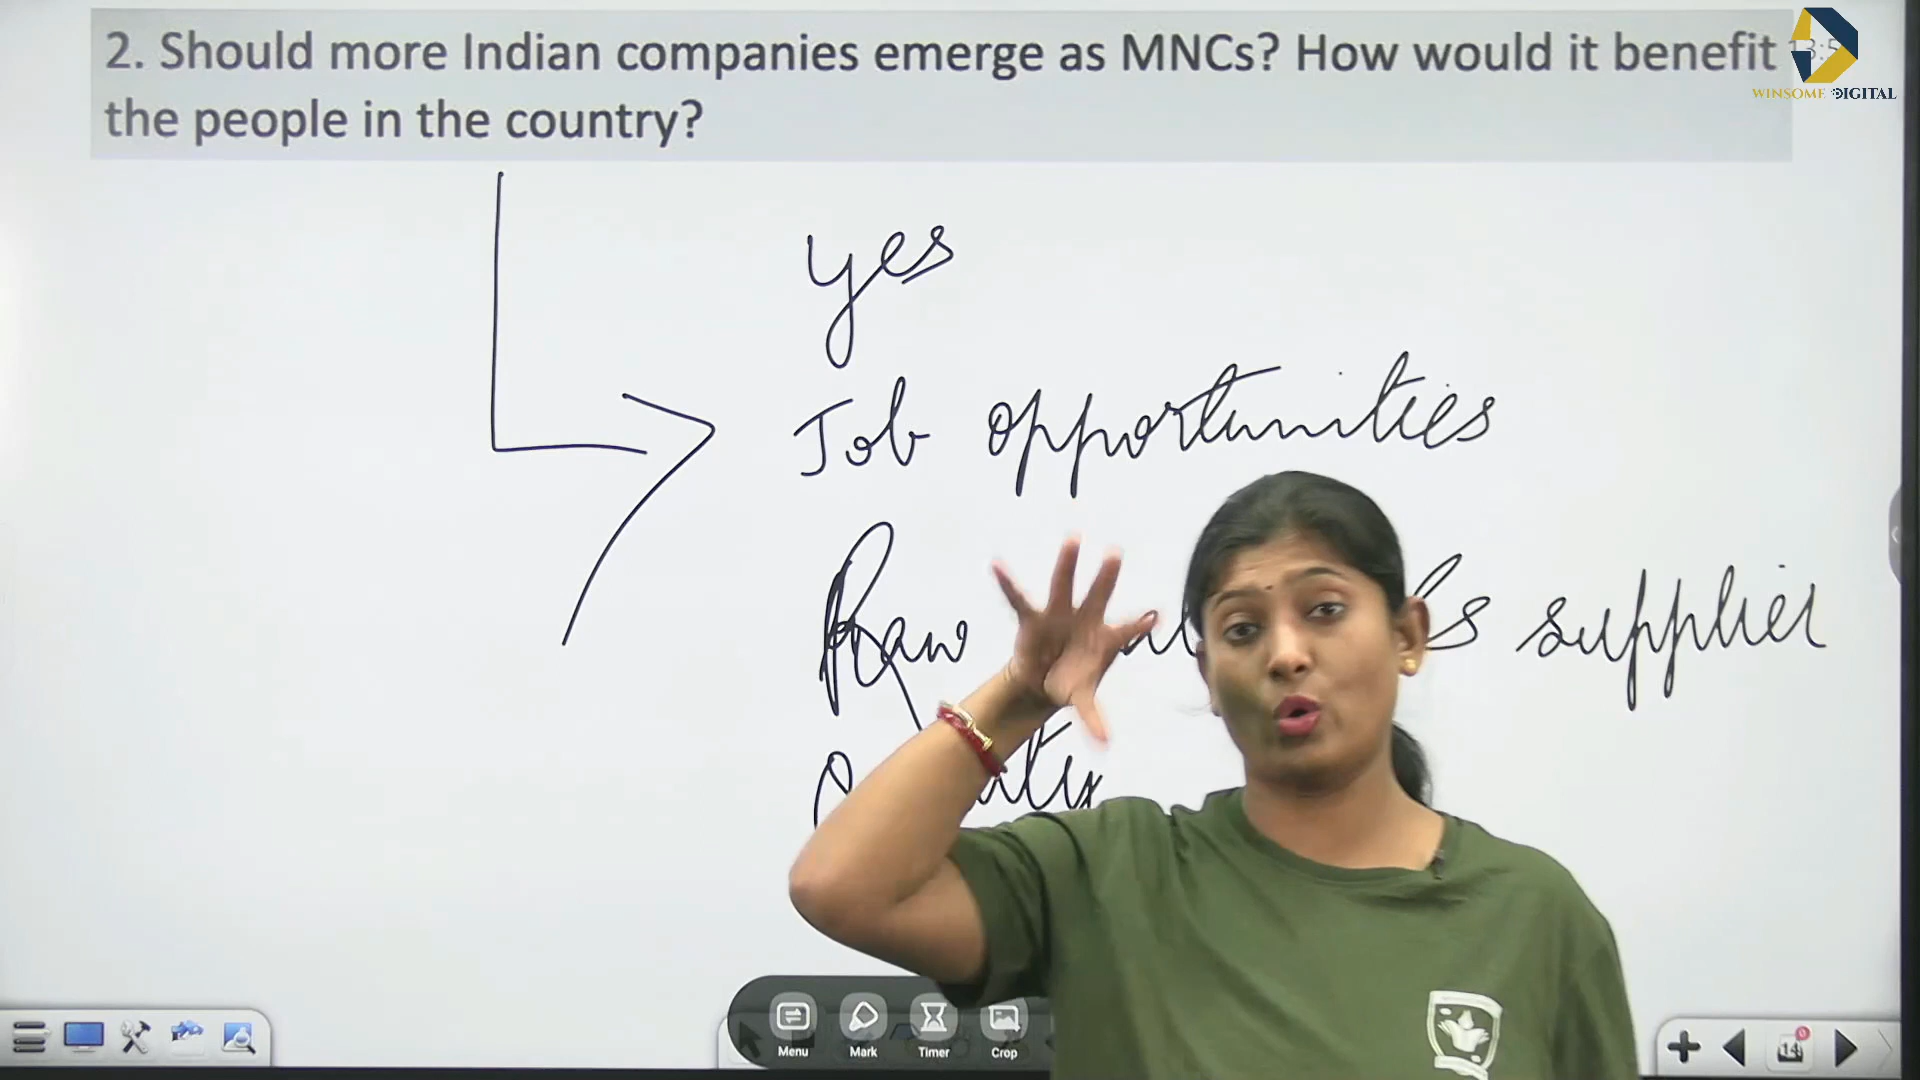 2. Should more Indian companies emerge as MNCs? How would it benefit
the people in the country?
WINSOME DIGITAL
yes
Job opportunities
Raw supplier
Menu Mark Timer Crop
14